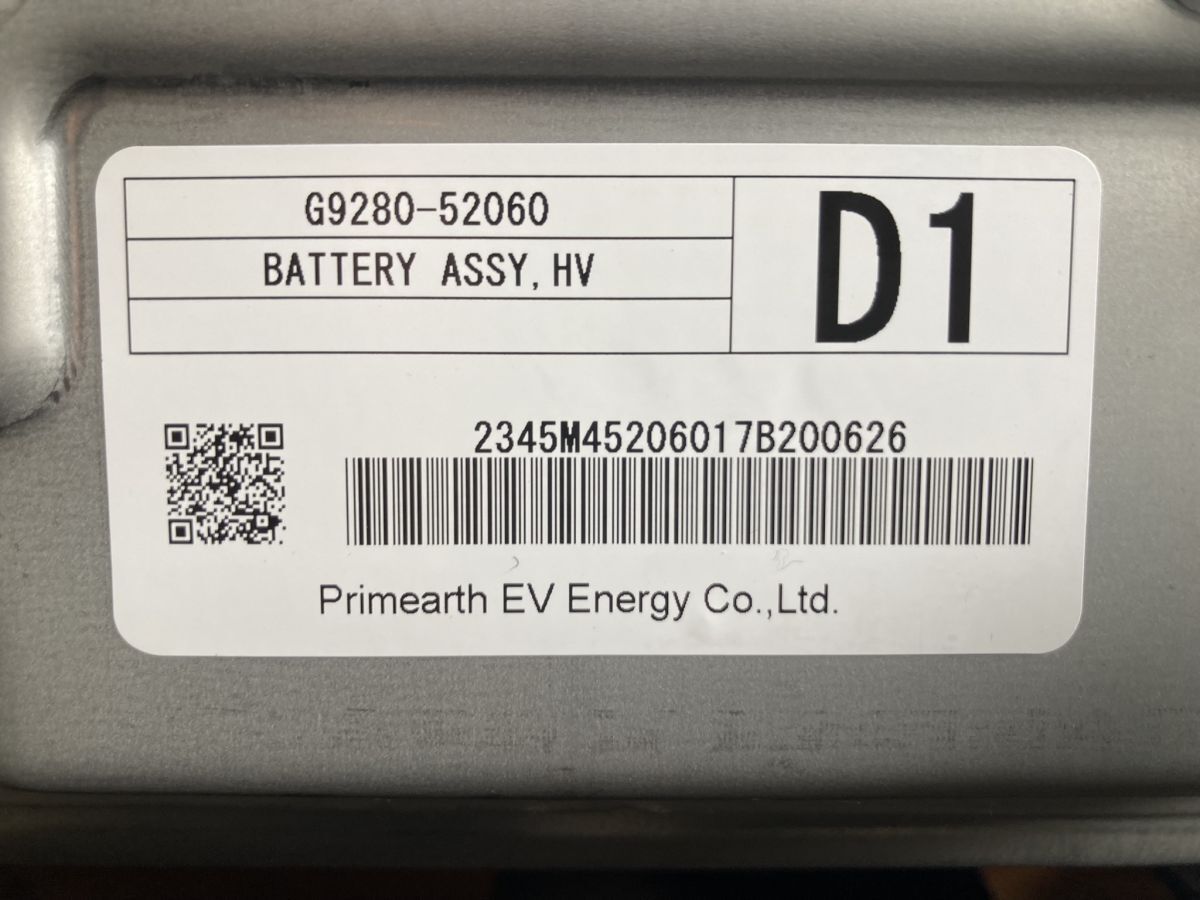 G9280-52060
D1
BATTERY ASSY, HV
2345M45206017B200626
Primearth EV Energy Co.,Ltd.